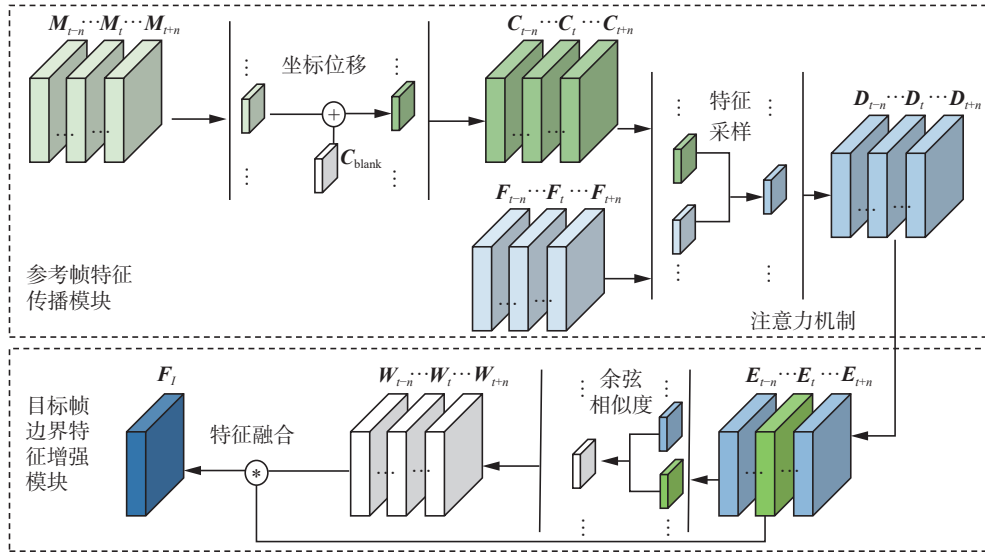 M_{t−n}⋯M_t⋯M_{t+n}
坐标位移
+
C_{blank}
C_{t−n}⋯C_t⋯C_{t+n}
F_{t−n}⋯F_t⋯F_{t+n}
特征
采样
D_{t−n}⋯D_t⋯D_{t+n}
参考帧特征
传播模块
注意力机制
目标帧
边界特
征增强
模块
F_l
特征融合
*
W_{t−n}⋯W_t⋯W_{t+n}
余弦
相似度
E_{t−n}⋯E_t⋯E_{t+n}